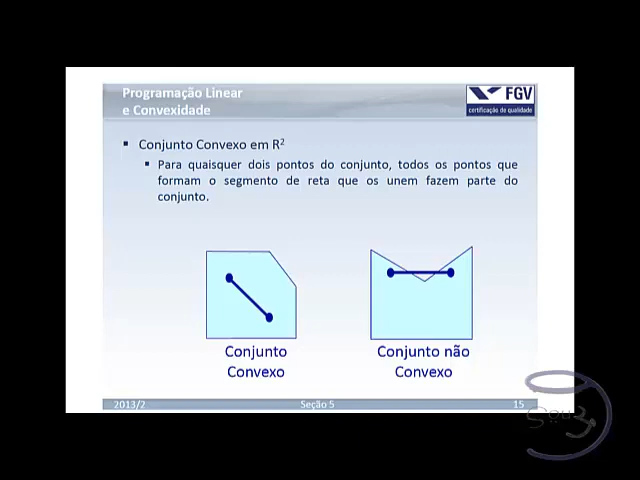 Programação Linear
e Convexidade
FGV
certificação de qualidade
▪ Conjunto Convexo em R²
▪ Para quaisquer dois pontos do conjunto, todos os pontos que
formam o segmento de reta que os unem fazem parte do
conjunto.
Conjunto
Convexo
Conjunto não
Convexo
2013/2
Seção 5
15